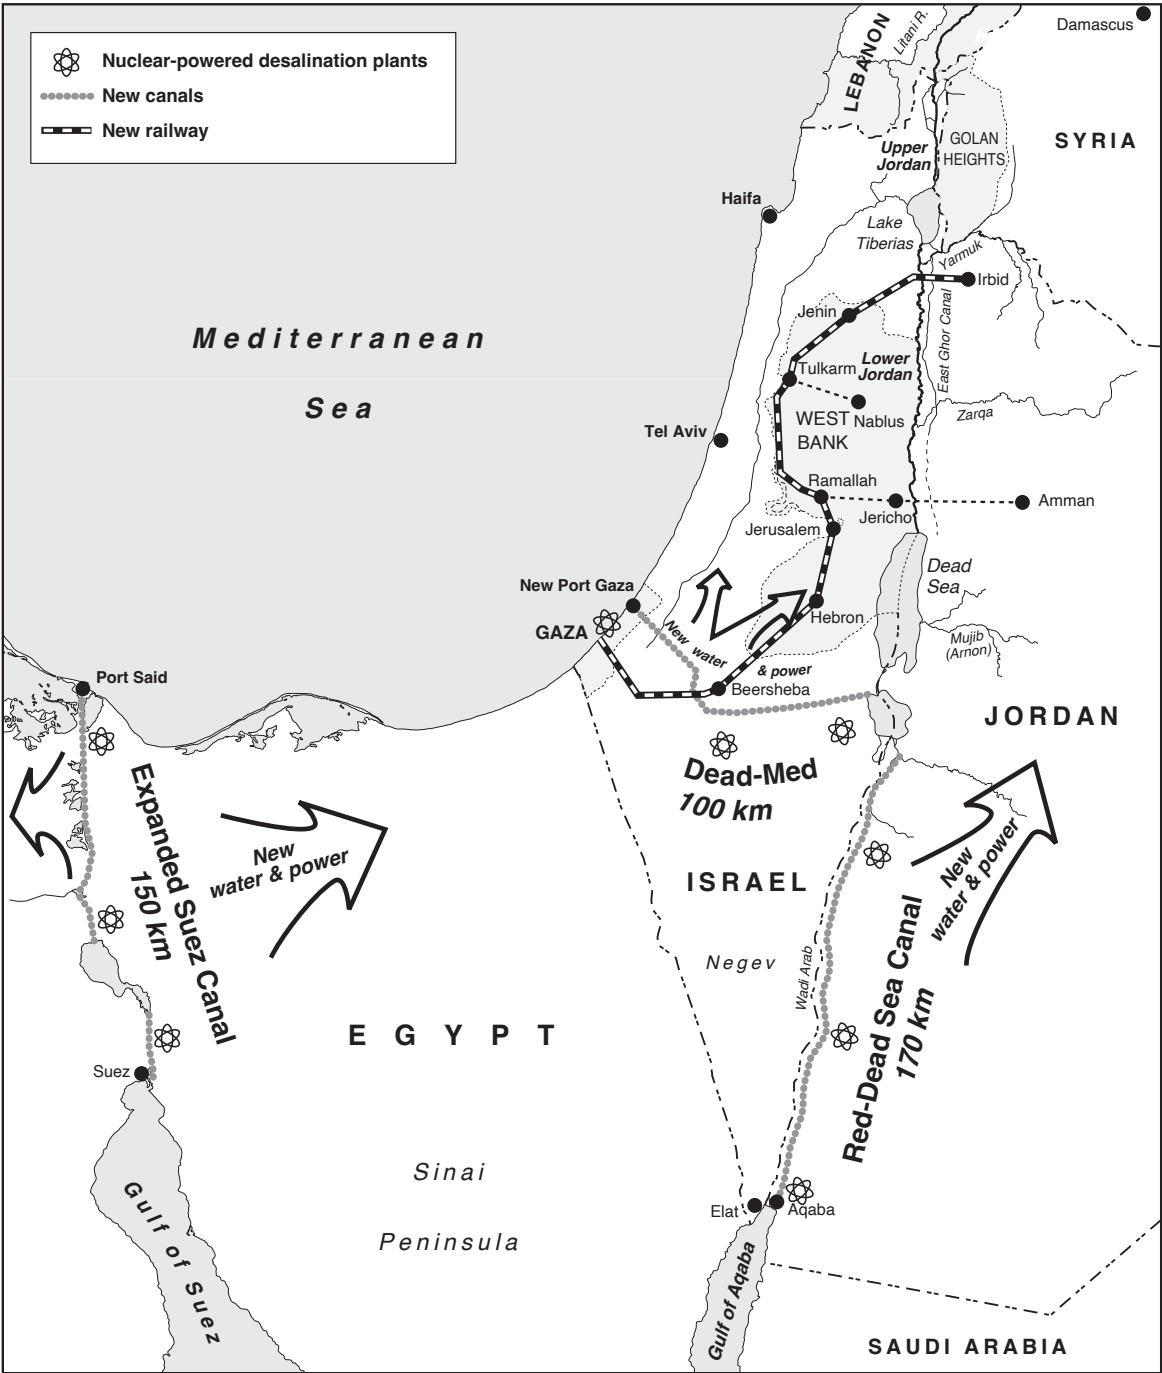 Nuclear-powered desalination plants
New canals
New railway
Damascus
Litani R.
LEBANON
SYRIA
GOLAN
HEIGHTS
Upper
Jordan
Haifa
Lake
Tiberias
Yarmuk
Irbid
Jenin
East Ghor Canal
Mediterranean
Sea
Tulkarm
Lower
Jordan
WEST
BANK
Nablus
Zarqa
Tel Aviv
Ramallah
Jericho
Amman
Jerusalem
Dead
Sea
New Port Gaza
GAZA
Hebron
Mujib
(Arnon)
New water
& power
Beersheba
Port Said
JORDAN
Dead-Med
100 km
Expanded Suez Canal
150 km
New
water & power
New
water & power
ISRAEL
Negev
Wadi Arab
Red-Dead Sea Canal
170 km
EGYPT
Suez
Sinai
Peninsula
Elat
Aqaba
Gulf of Suez
Gulf of Aqaba
SAUDI ARABIA